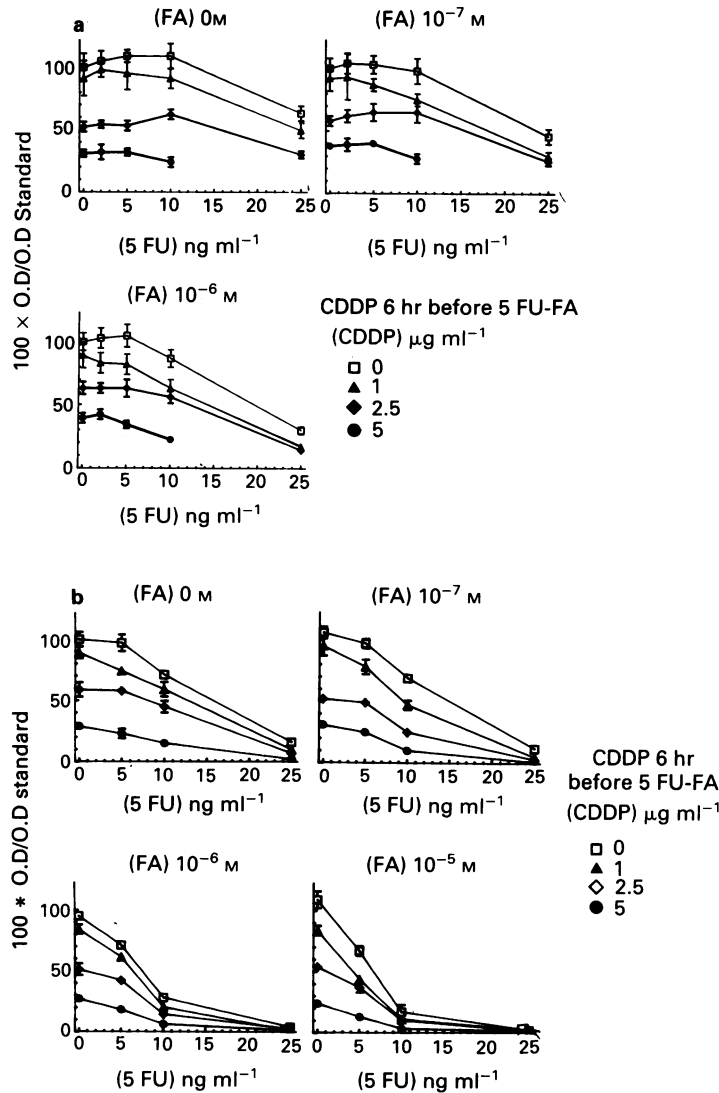 a
(FA) 0M
(FA) 10⁻⁷ M
100
50
0
0 5 10 15 20 25
0 5 10 15 20 25
(5 FU) ng ml⁻¹
(5 FU) ng ml⁻¹
100 × O.D/O.D Standard
(FA) 10⁻⁶ M
100
50
0
0 5 10 15 20 25
(5 FU) ng ml⁻¹
CDDP 6 hr before 5 FU-FA
(CDDP) μg ml⁻¹
0
1
2.5
5
b
(FA) 0 M
(FA) 10⁻⁷ M
100
50
0
0 5 10 15 20 25
0 5 10 15 20 25
(5 FU) ng ml⁻¹
(5 FU) ng ml⁻¹
100 * O.D/O.D standard
CDDP 6 hr
before 5 FU-FA
(CDDP) μg ml⁻¹
0
1
2.5
5
(FA) 10⁻⁶ M
(FA) 10⁻⁵ M
100
50
0
0 5 10 15 20 25
0 5 10 15 20 25
(5 FU) ng ml⁻¹
(5 FU) ng ml⁻¹